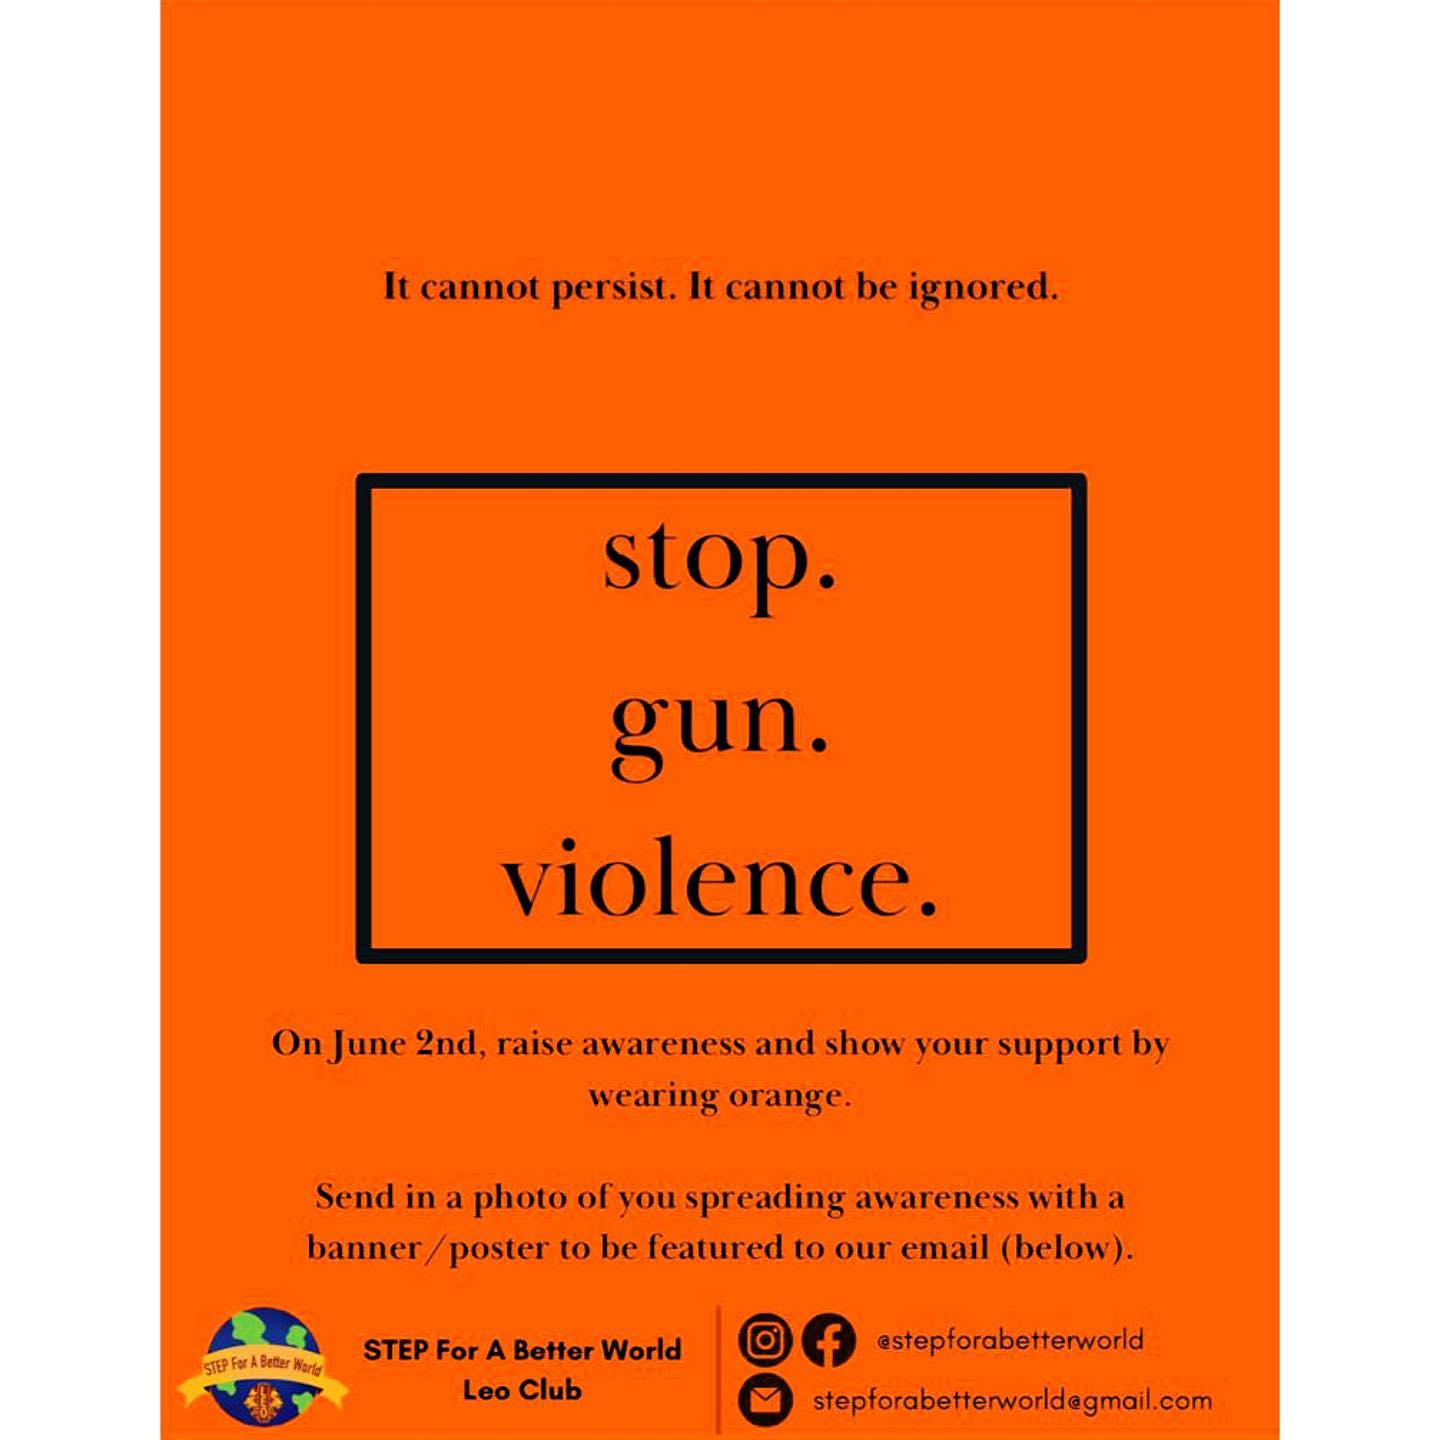 It cannot persist. It cannot be ignored.
stop.
gun.
violence.
On June 2nd, raise awareness and show your support by
wearing orange.
Send in a photo of you spreading awareness with a
banner/poster to be featured to our email (below).
STEP For A Better World
LEO
STEP For A Better World
Leo Club
@stepforabetterworld
stepforabetterworld@gmail.com